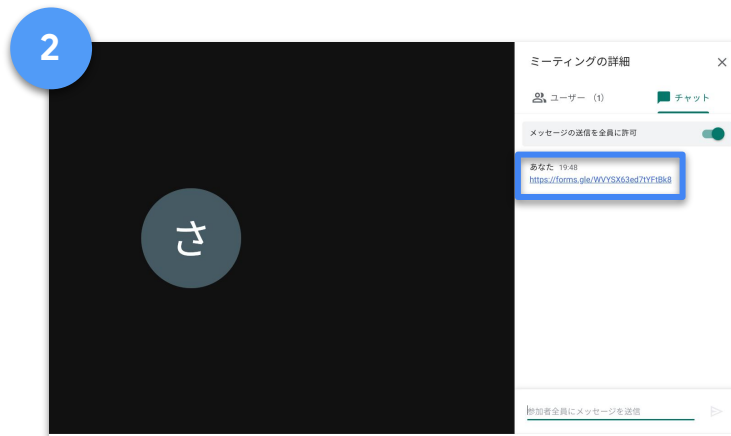 2
ミーティングの詳細
ユーザー (1)
チャット
メッセージの送信を全員に許可
あなた 19:48
https://forms.gle/WVYSX63ed7tYFtBk8
さ
参加者全員にメッセージを送信